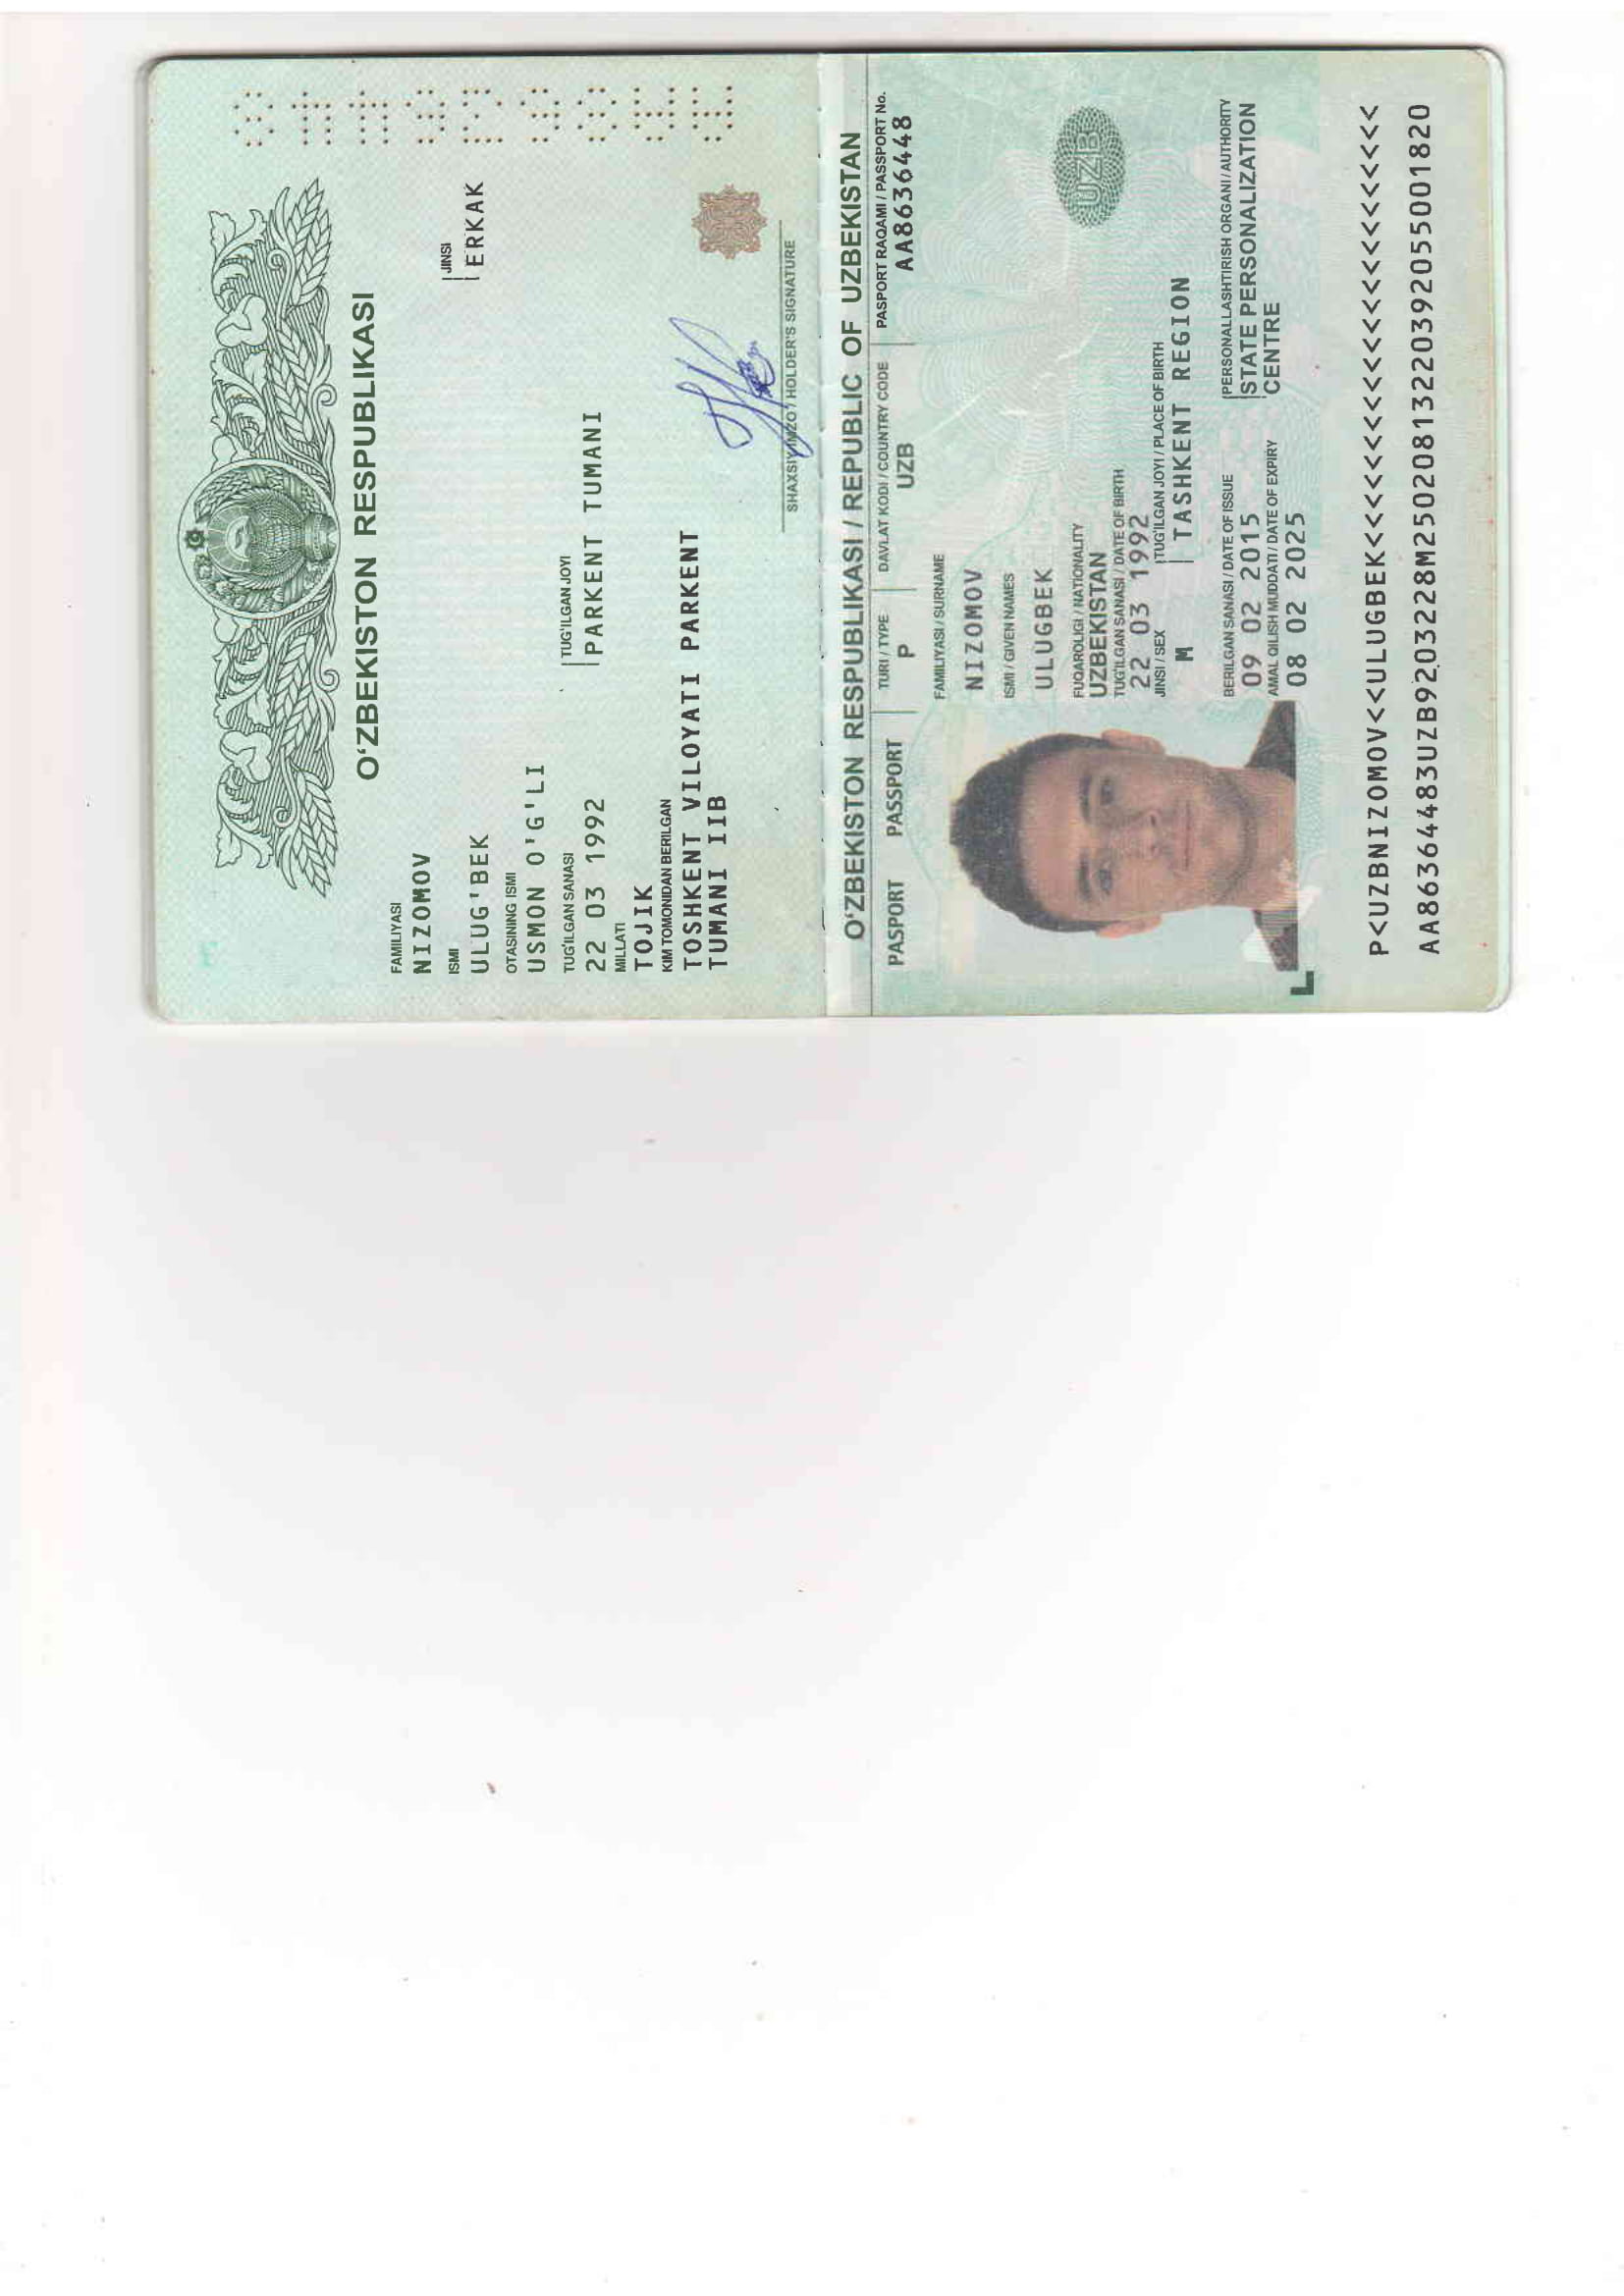 O‘ZBEKISTON RESPUBLIKASI
FAMILIYASI
NIZOMOV
ISMI
ULUG'BEK
JINSI
ERKAK
OTASINING ISMI
USMON O'G'LI
TUG'ILGAN SANASI
22 03 1992
TUG'ILGAN JOYI
PARKENT TUMANI
MILLATI
TOJIK
KIM TOMONIDAN BERILGAN
TOSHKENT VILOYATI PARKENT
TUMANI IIB
SHAXSIY IMZO / HOLDER'S SIGNATURE
O‘ZBEKISTON RESPUBLIKASI / REPUBLIC OF UZBEKISTAN
PASPORT PASSPORT
TURI / TYPE
P
DAVLAT KODI / COUNTRY CODE
UZB
PASPORT RAQAMI / PASSPORT No.
AA8636448
FAMILIYASI / SURNAME
NIZOMOV
ISMI / GIVEN NAMES
ULUGBEK
FUQAROLIGI / NATIONALITY
UZBEKISTAN
UZB
TUG'ILGAN SANASI / DATE OF BIRTH
22 03 1992
JINSI / SEX
M
TUG'ILGAN JOYI / PLACE OF BIRTH
TASHKENT REGION
BERILGAN SANASI / DATE OF ISSUE
09 02 2015
PERSONALLASHTIRISH ORGANI / AUTHORITY
STATE PERSONALIZATION
CENTRE
AMAL QILISH MUDDATI / DATE OF EXPIRY
08 02 2025
P<UZBNIZOMOV<<ULUGBEK<<<<<<<<<<<<<<<<<<<<<<<
AA86364483UZB9203228M25020813220392055001820